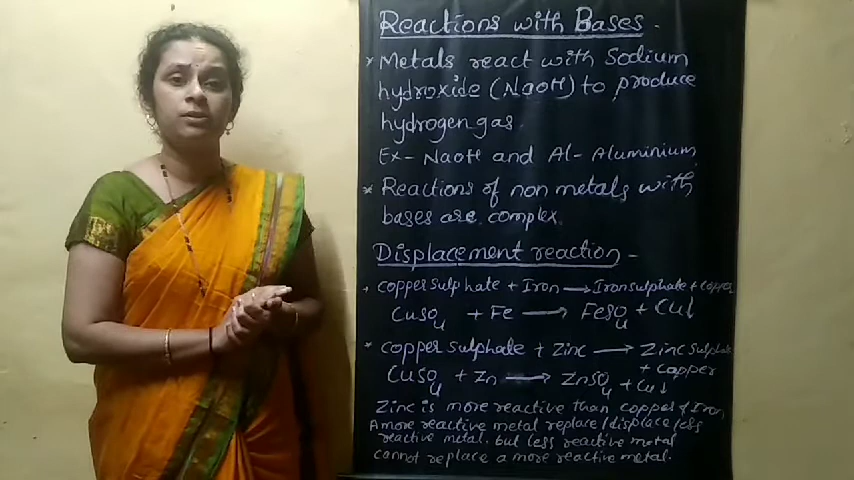 Reactions with Bases -
* Metals react with Sodium
hydroxide (NaoH) to produce
hydrogen gas.
Ex- NaoH and Al- Aluminium
* Reactions of non metals with
bases are complex.
Displacement reaction -
* copper sulphate + Iron → Iron sulphate + copper
CuSO4 + Fe → FeSO4 + Cu↓
* copper sulphate + Zinc → Zinc Sulphate
+ copper
CuSO4 + Zn → ZnSO4 + Cu↓
Zinc is more reactive than copper & Iron
A more reactive metal replace/displace less
reactive metal. but less reactive metal
cannot replace a more reactive metal.